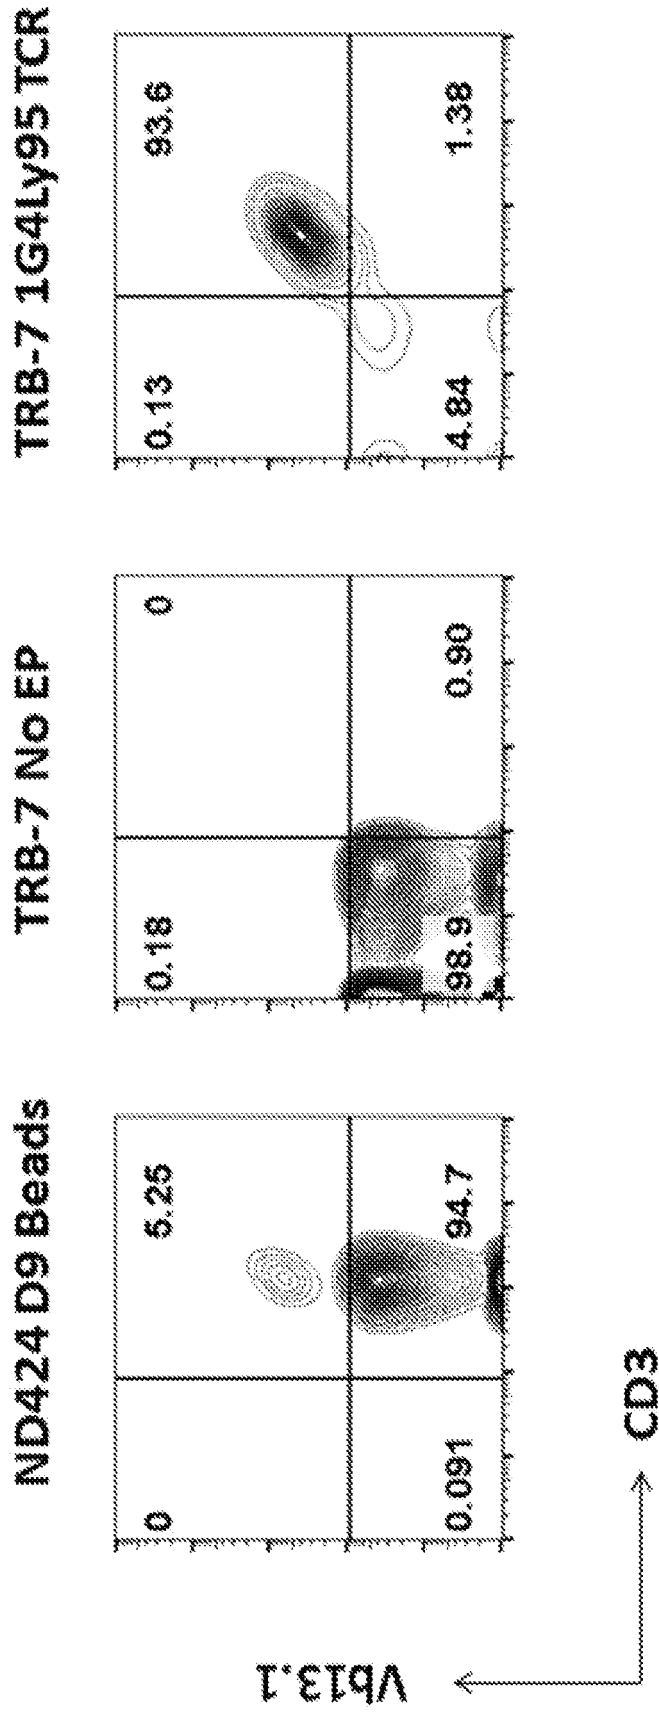 ND424 D9 Beads
TRB-7 No EP
TRB-7 1G4Ly95 TCR
0
5.25
0.091
94.7
0.18
0
98.9
0.90
0.13
93.6
4.84
1.38
Vb13.1
CD3